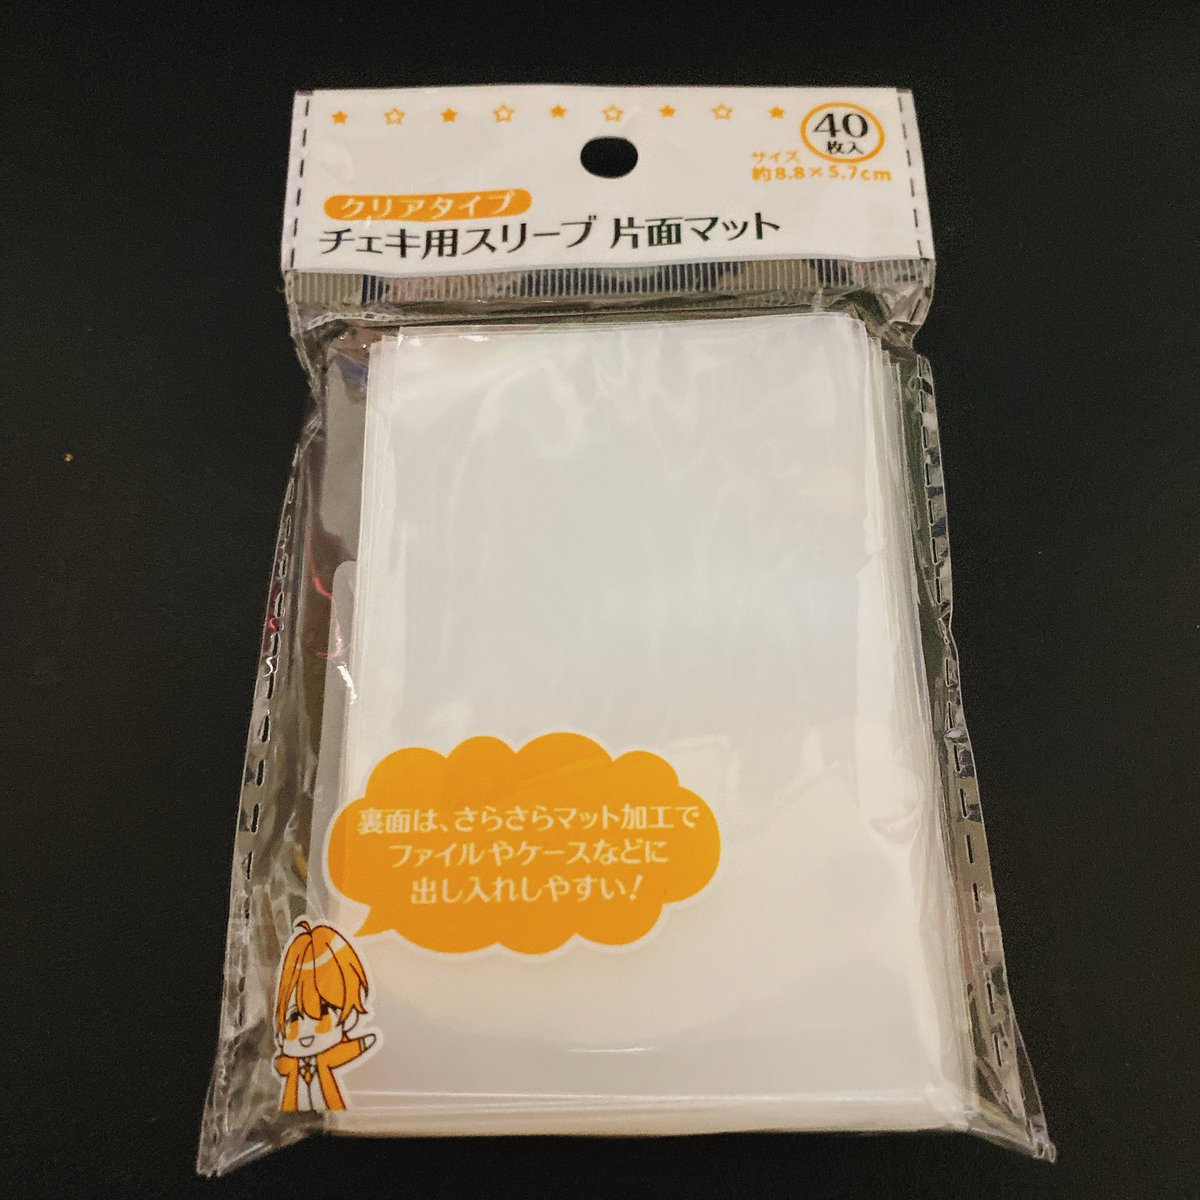 40
枚入
サイズ
約8.8×5.7cm
クリアタイプ
チェキ用スリーブ 片面マット
裏面は、さらさらマット加工で
ファイルやケースなどに
出し入れしやすい!